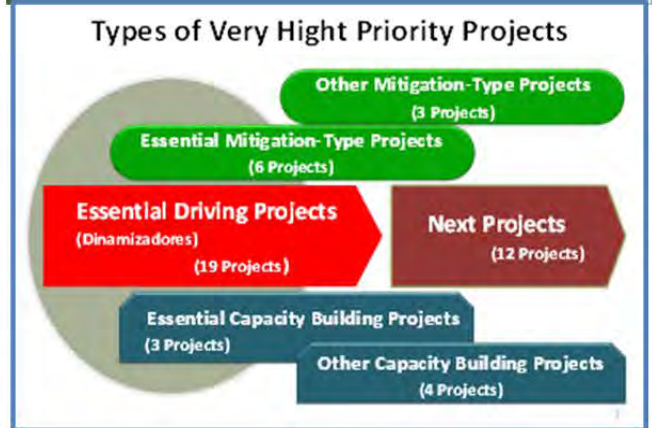 Types of Very Hight Priority Projects
Other Mitigation-Type Projects
(3 Projects)
Essential Mitigation-Type Projects
(6 Projects)
Essential Driving Projects
(Dinamizadores)
(19 Projects)
Next Projects
(12 Projects)
Essential Capacity Building Projects
(3 Projects)
Other Capacity Building Projects
(4 Projects)